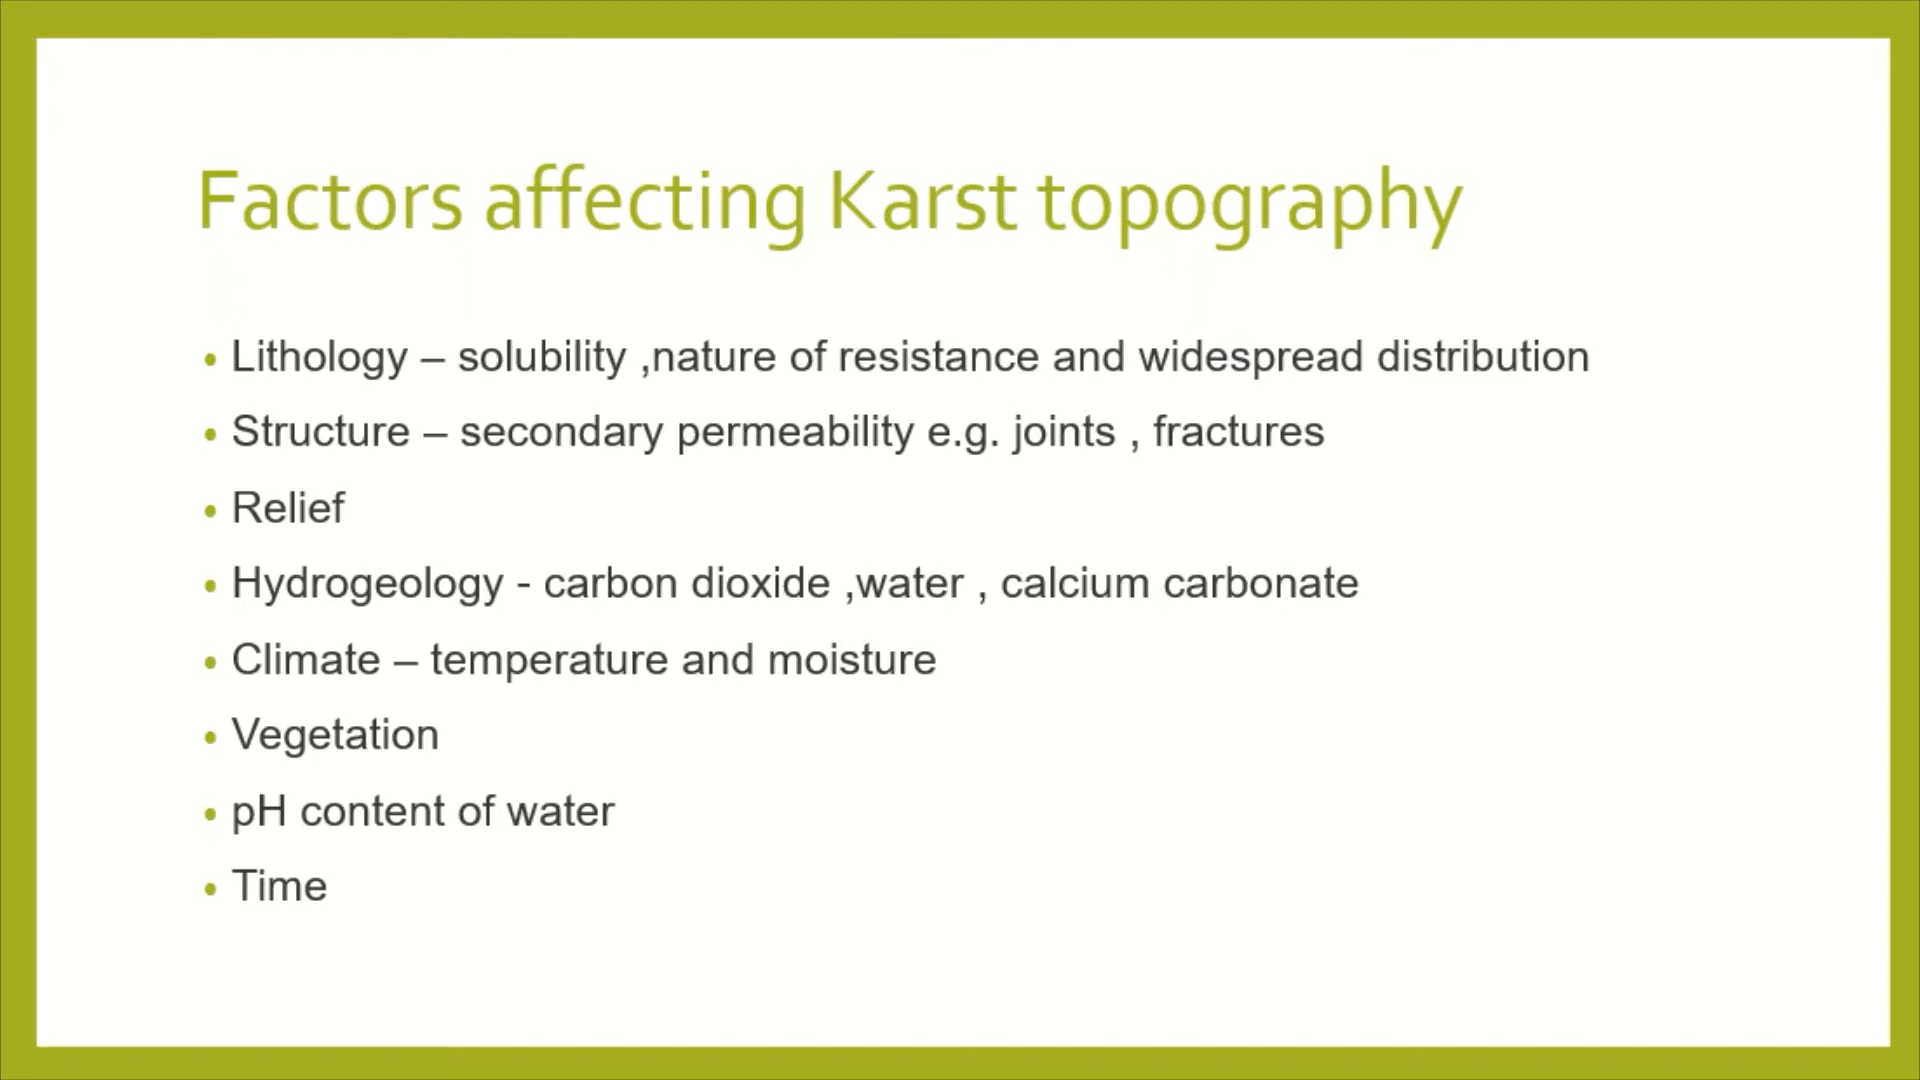 Factors affecting Karst topography
• Lithology – solubility ,nature of resistance and widespread distribution
• Structure – secondary permeability e.g. joints , fractures
• Relief
• Hydrogeology - carbon dioxide ,water , calcium carbonate
• Climate – temperature and moisture
• Vegetation
• pH content of water
• Time